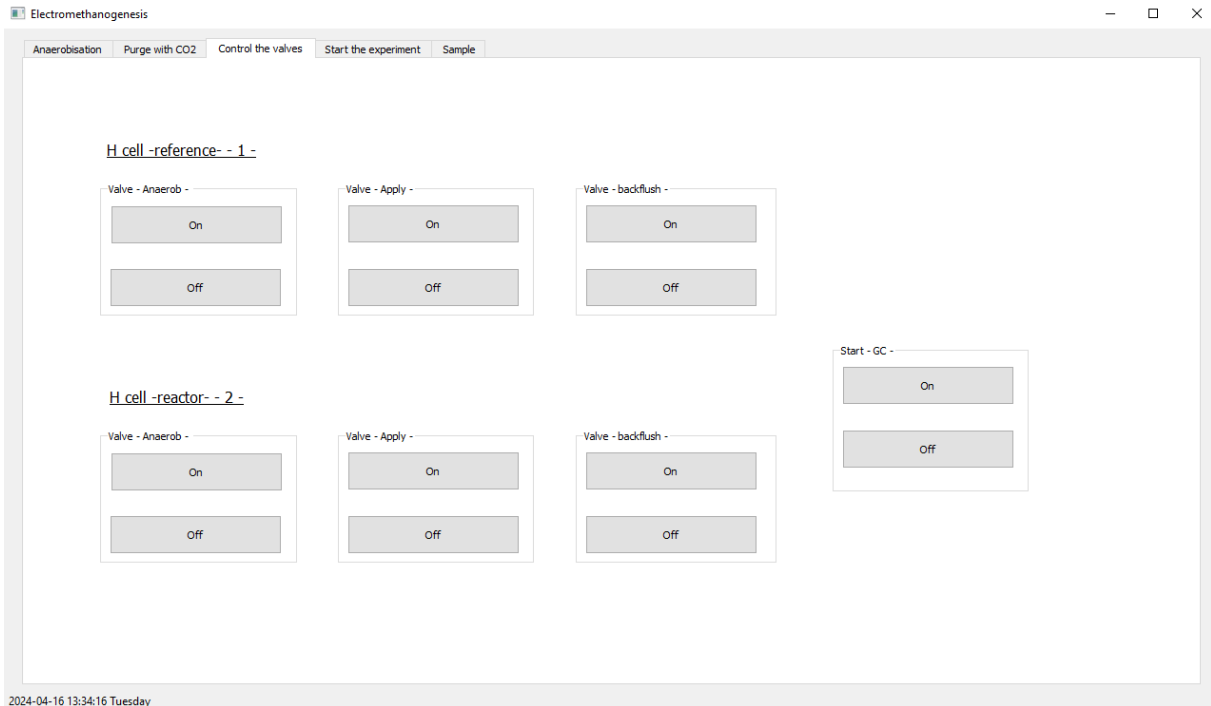 Electromethanogenesis
Anaerobisation Purge with CO2 Control the valves Start the experiment Sample
H cell -reference- - 1 -
Valve - Anaerob - Valve - Apply - Valve - backflush -
On On On
Off Off Off
Start - GC -
On
Off
H cell -reactor- - 2 -
Valve - Anaerob - Valve - Apply - Valve - backflush -
On On On
Off Off Off
2024-04-16 13:34:16 Tuesday